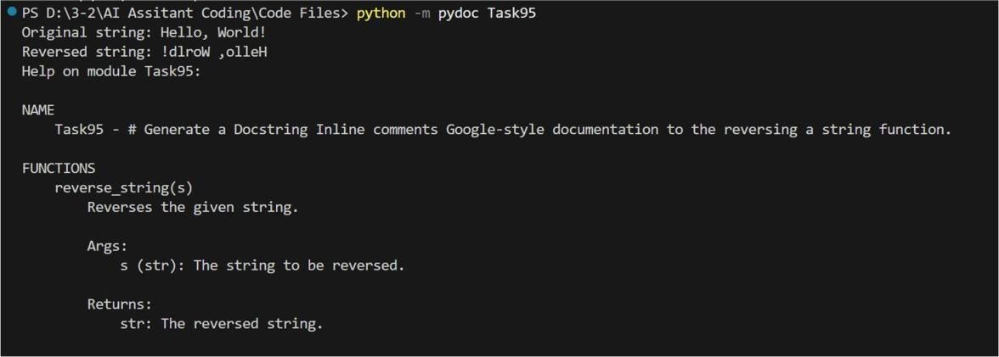 PS D:\3-2\AI Assitant Coding\Code Files> python -m pydoc Task95
Original string: Hello, World!
Reversed string: !dlroW ,olleH
Help on module Task95:
NAME
Task95 - # Generate a Docstring Inline comments Google-style documentation to the reversing a string function.
FUNCTIONS
reverse_string(s)
Reverses the given string.
Args:
s (str): The string to be reversed.
Returns:
str: The reversed string.